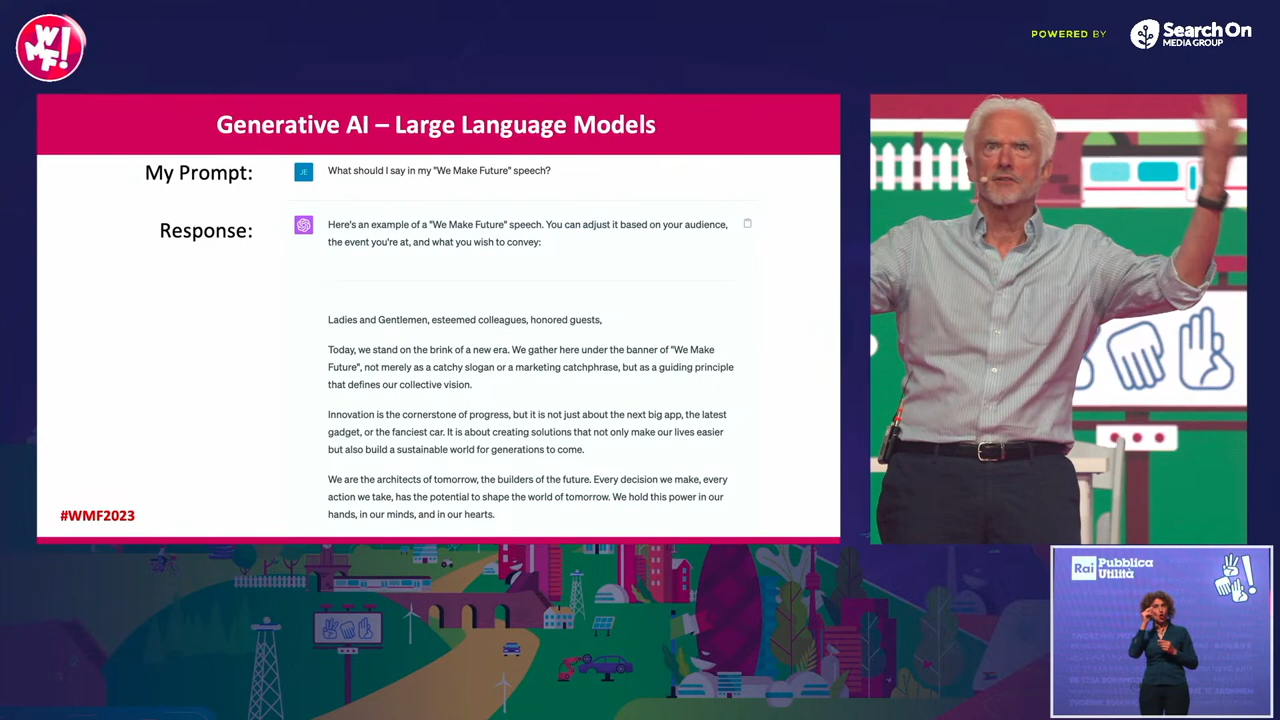 WMF!
POWERED BY
Search On
MEDIA GROUP
Generative AI – Large Language Models
My Prompt:
JE
What should I say in my "We Make Future" speech?
Response:
Here's an example of a "We Make Future" speech. You can adjust it based on your audience,
the event you're at, and what you wish to convey:
Ladies and Gentlemen, esteemed colleagues, honored guests,
Today, we stand on the brink of a new era. We gather here under the banner of "We Make
Future", not merely as a catchy slogan or a marketing catchphrase, but as a guiding principle
that defines our collective vision.
Innovation is the cornerstone of progress, but it is not just about the next big app, the latest
gadget, or the fanciest car. It is about creating solutions that not only make our lives easier
but also build a sustainable world for generations to come.
We are the architects of tomorrow, the builders of the future. Every decision we make, every
action we take, has the potential to shape the world of tomorrow. We hold this power in our
hands, in our minds, and in our hearts.
#WMF2023
Rai Pubblica
Utilità